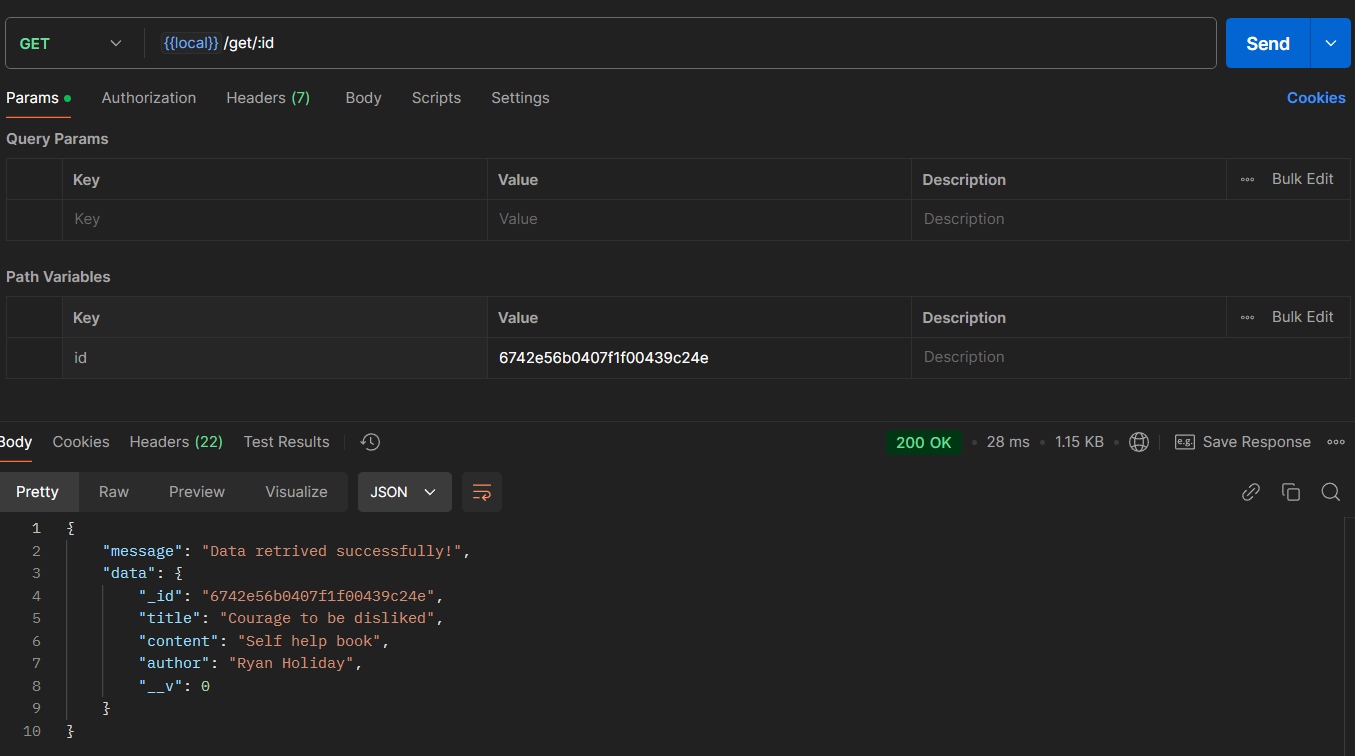 GET {{local}} /get/:id Send
Params Authorization Headers (7) Body Scripts Settings Cookies
Query Params
Key Value Description Bulk Edit
Key Value Description
Path Variables
Key Value Description Bulk Edit
id 6742e56b0407f1f00439c24e Description
Body Cookies Headers (22) Test Results 200 OK 28 ms 1.15 KB e.g. Save Response
Pretty Raw Preview Visualize JSON
1 {
2 "message": "Data retrived successfully!",
3 "data": {
4 "_id": "6742e56b0407f1f00439c24e",
5 "title": "Courage to be disliked",
6 "content": "Self help book",
7 "author": "Ryan Holiday",
8 "__v": 0
9 }
10 }